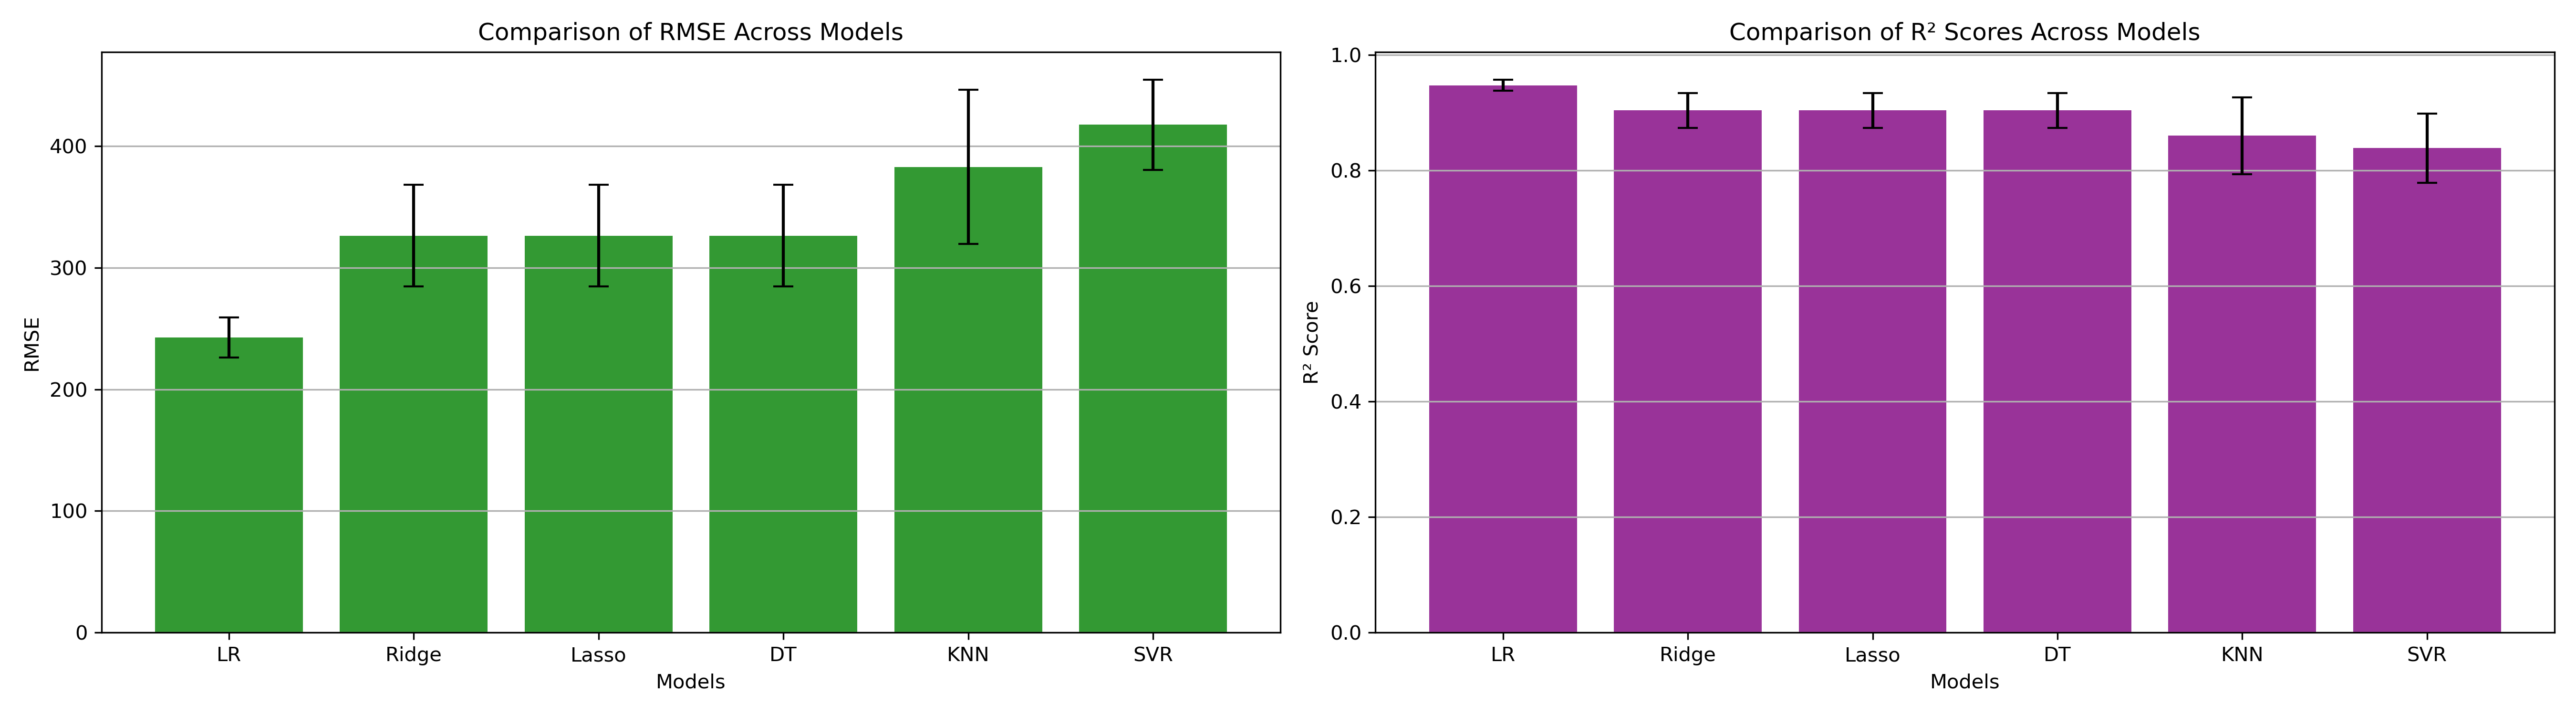 Comparison of RMSE Across Models
RMSE
400
300
200
100
0
LR Ridge Lasso DT KNN SVR
Models
Comparison of R² Scores Across Models
R² Score
1.0
0.8
0.6
0.4
0.2
0.0
LR Ridge Lasso DT KNN SVR
Models